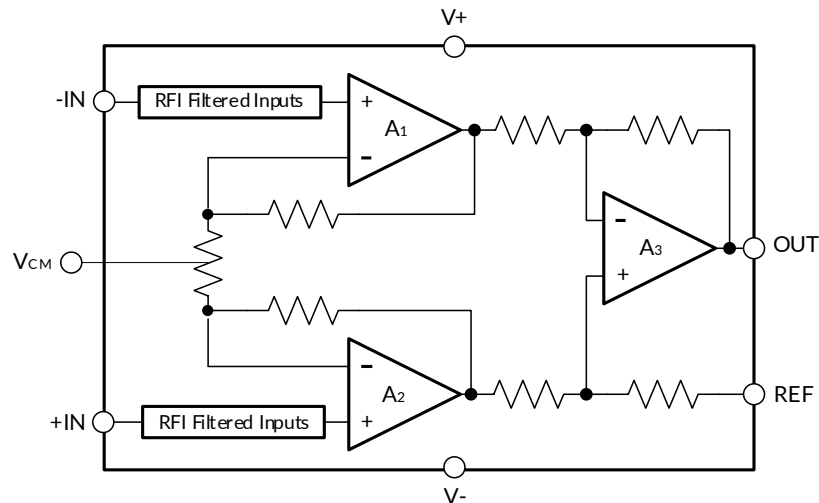 V+
-IN
RFI Filtered Inputs
+
A1
-
VCM
-
A3
+
OUT
-
A2
+IN
RFI Filtered Inputs
+
REF
V-